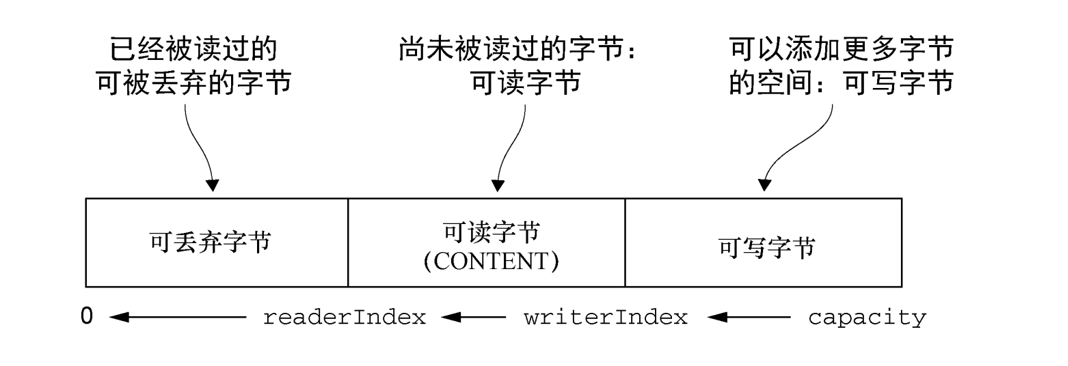 已经被读过的
可被丢弃的字节
尚未被读过的字节：
可读字节
可以添加更多字节
的空间：可写字节
可丢弃字节
可读字节
（CONTENT）
可写字节
0 readerIndex writerIndex capacity